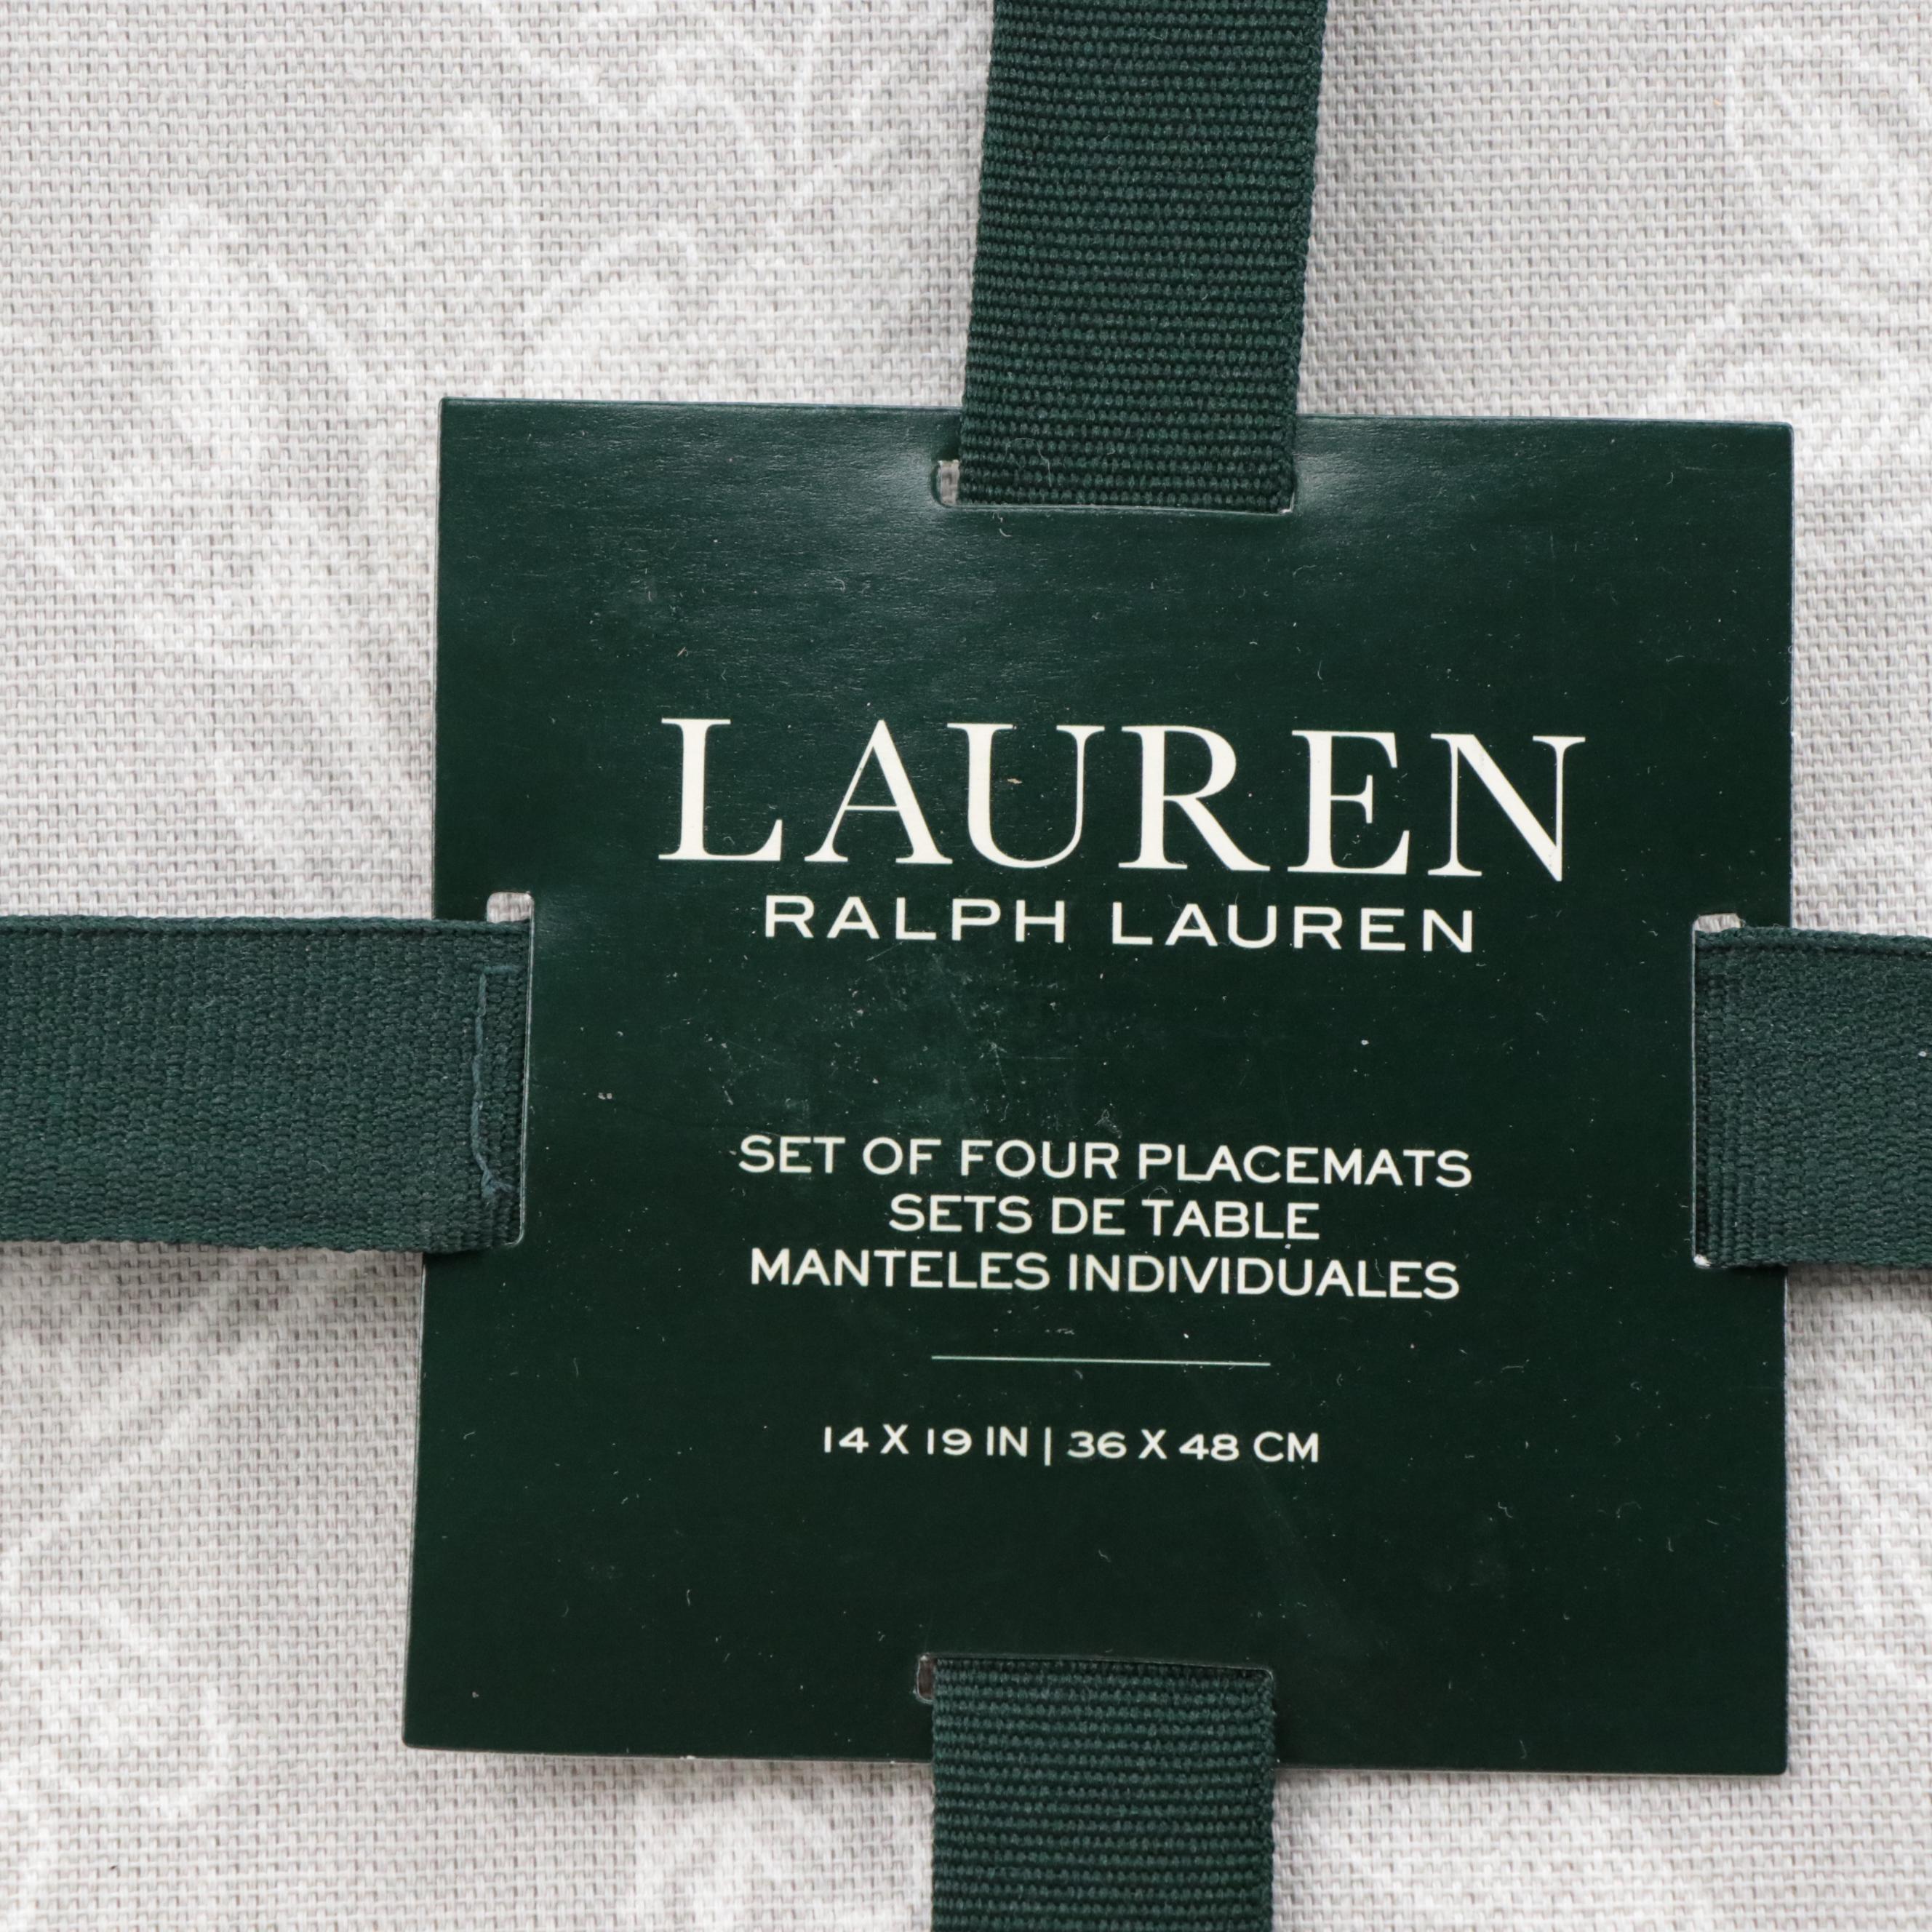 LAUREN
RALPH LAUREN
SET OF FOUR PLACEMATS
SETS DE TABLE
MANTELES INDIVIDUALES
14 X 19 IN | 36 X 48 CM